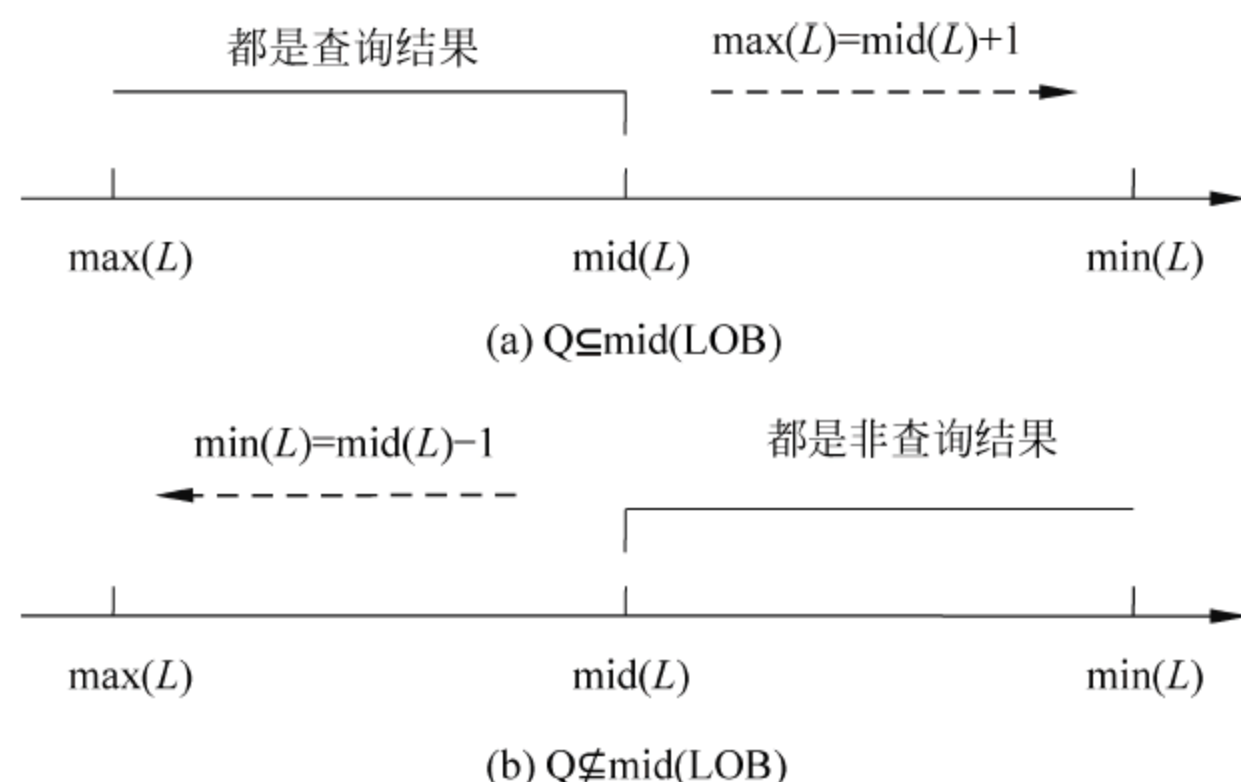 都是查询结果
max(L)=mid(L)+1
max(L)
mid(L)
min(L)
(a) Q⊆mid(LOB)
min(L)=mid(L)−1
都是非查询结果
max(L)
mid(L)
min(L)
(b) Q⊈mid(LOB)